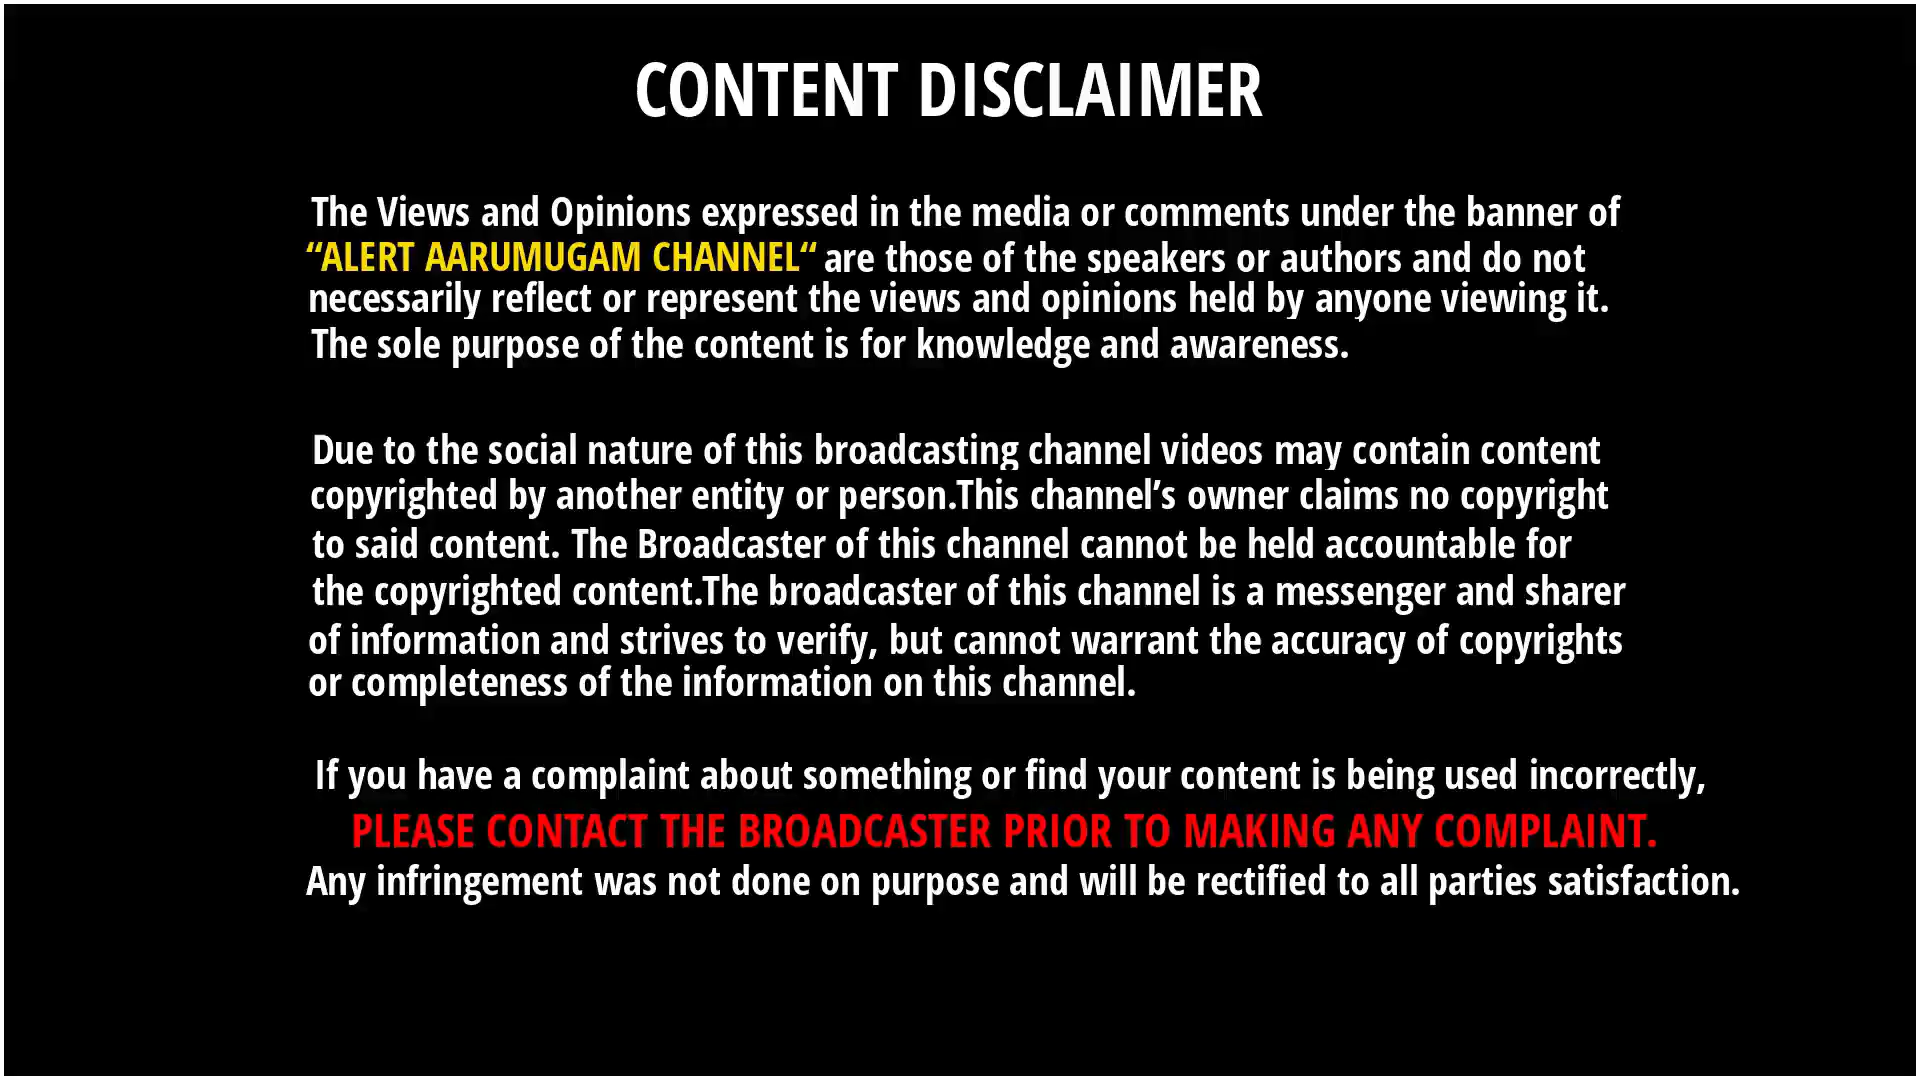 CONTENT DISCLAIMER
The Views and Opinions expressed in the media or comments under the banner of
“ALERT AARUMUGAM CHANNEL“ are those of the speakers or authors and do not
necessarily reflect or represent the views and opinions held by anyone viewing it.
The sole purpose of the content is for knowledge and awareness.
Due to the social nature of this broadcasting channel videos may contain content
copyrighted by another entity or person.This channel’s owner claims no copyright
to said content. The Broadcaster of this channel cannot be held accountable for
the copyrighted content.The broadcaster of this channel is a messenger and sharer
of information and strives to verify, but cannot warrant the accuracy of copyrights
or completeness of the information on this channel.
If you have a complaint about something or find your content is being used incorrectly,
PLEASE CONTACT THE BROADCASTER PRIOR TO MAKING ANY COMPLAINT.
Any infringement was not done on purpose and will be rectified to all parties satisfaction.